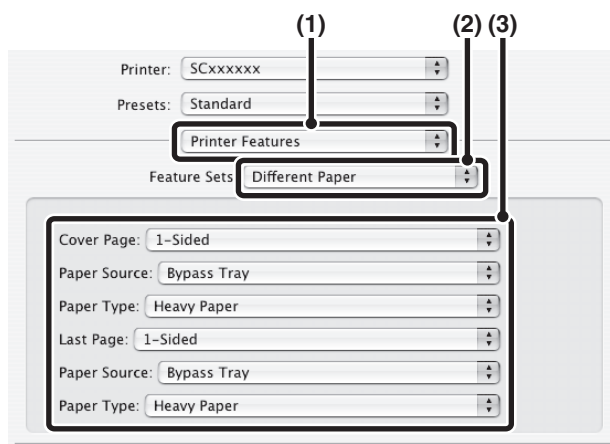 (1) (2) (3)
Printer: SCxxxxxx
Presets: Standard
Printer Features
Feature Sets Different Paper
Cover Page: 1-Sided
Paper Source: Bypass Tray
Paper Type: Heavy Paper
Last Page: 1-Sided
Paper Source: Bypass Tray
Paper Type: Heavy Paper